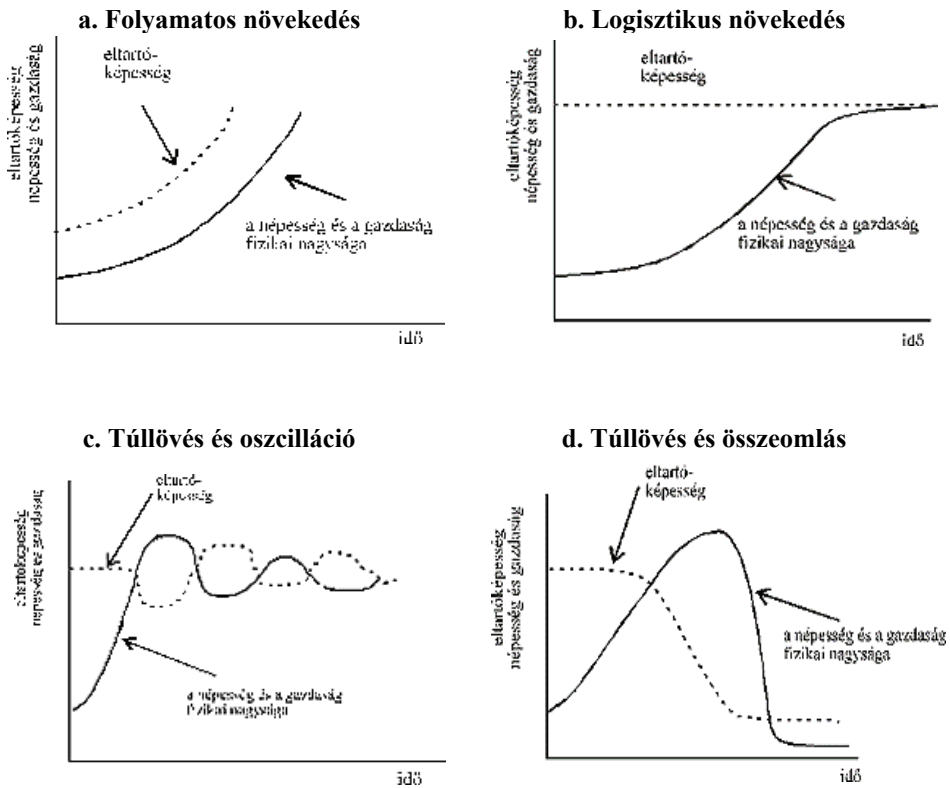 a. Folyamatos növekedés
eltartóképesség
népesség és gazdaság
eltartó-
képesség
a népesség és a gazdaság
fizikai nagysága
idő
b. Logisztikus növekedés
eltartóképesség
népesség és gazdaság
eltartó-
képesség
a népesség és a gazdaság
fizikai nagysága
idő
c. Túllövés és oszcilláció
eltartóképesség
népesség és gazdaság
eltartó-
képesség
a népesség és a gazdaság
fizikai nagysága
idő
d. Túllövés és összeomlás
eltartóképesség
népesség és gazdaság
eltartó-
képesség
a népesség és a gazdaság
fizikai nagysága
idő